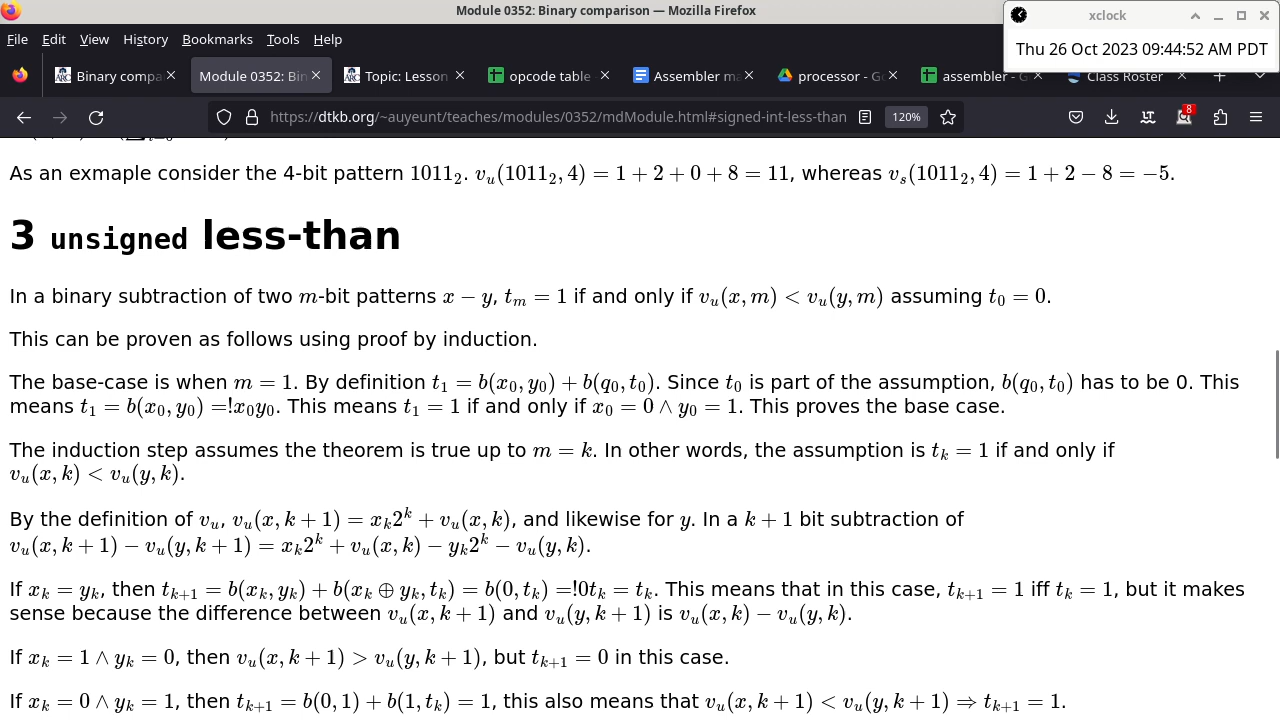 Module 0352: Binary comparison — Mozilla Firefox
xclock
Thu 26 Oct 2023 09:44:52 AM PDT
File Edit View History Bookmarks Tools Help
ARC Binary compa
Module 0352: Bin
ARC Topic: Lesson
opcode table -
Assembler ma
processor - Go
assembler - G
Class Roster
https://dtkb.org/~auyeunt/teaches/modules/0352/mdModule.html#signed-int-less-than
120%
8
As an exmaple consider the 4-bit pattern 1011₂. vᵤ(1011₂, 4) = 1 + 2 + 0 + 8 = 11, whereas vₛ(1011₂, 4) = 1 + 2 − 8 = −5.
3 unsigned less-than
In a binary subtraction of two m-bit patterns x − y, tₘ = 1 if and only if vᵤ(x, m) < vᵤ(y, m) assuming t₀ = 0.
This can be proven as follows using proof by induction.
The base-case is when m = 1. By definition t₁ = b(x₀, y₀) + b(q₀, t₀). Since t₀ is part of the assumption, b(q₀, t₀) has to be 0. This
means t₁ = b(x₀, y₀) =!x₀y₀. This means t₁ = 1 if and only if x₀ = 0 ∧ y₀ = 1. This proves the base case.
The induction step assumes the theorem is true up to m = k. In other words, the assumption is tₖ = 1 if and only if
vᵤ(x, k) < vᵤ(y, k).
By the definition of vᵤ, vᵤ(x, k + 1) = xₖ2ᵏ + vᵤ(x, k), and likewise for y. In a k + 1 bit subtraction of
vᵤ(x, k + 1) − vᵤ(y, k + 1) = xₖ2ᵏ + vᵤ(x, k) − yₖ2ᵏ − vᵤ(y, k).
If xₖ = yₖ, then tₖ₊₁ = b(xₖ, yₖ) + b(xₖ ⊕ yₖ, tₖ) = b(0, tₖ) =!0tₖ = tₖ. This means that in this case, tₖ₊₁ = 1 iff tₖ = 1, but it makes
sense because the difference between vᵤ(x, k + 1) and vᵤ(y, k + 1) is vᵤ(x, k) − vᵤ(y, k).
If xₖ = 1 ∧ yₖ = 0, then vᵤ(x, k + 1) > vᵤ(y, k + 1), but tₖ₊₁ = 0 in this case.
If xₖ = 0 ∧ yₖ = 1, then tₖ₊₁ = b(0, 1) + b(1, tₖ) = 1, this also means that vᵤ(x, k + 1) < vᵤ(y, k + 1) ⇒ tₖ₊₁ = 1.